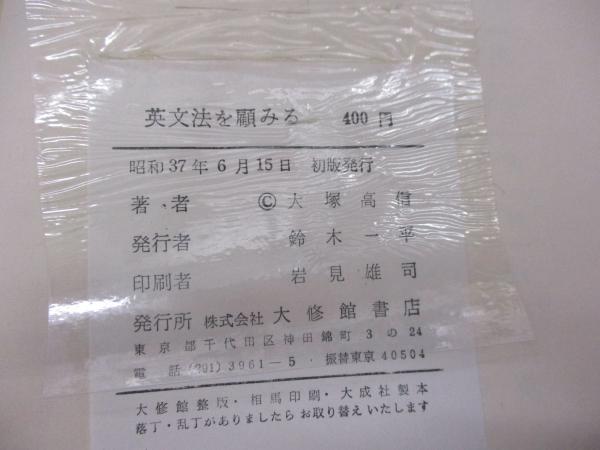 英文法を顧みる 400円
昭和37年6月15日 初版発行
著者 © 大塚高信
発行者 鈴木一平
印刷者 岩見雄司
発行所 株式会社 大修館書店
東京都千代田区神田錦町3の24
電話(291)3961-5・振替東京40504
大修館整版・相馬印刷・大成社製本
落丁・乱丁がありましたらお取り替えいたします